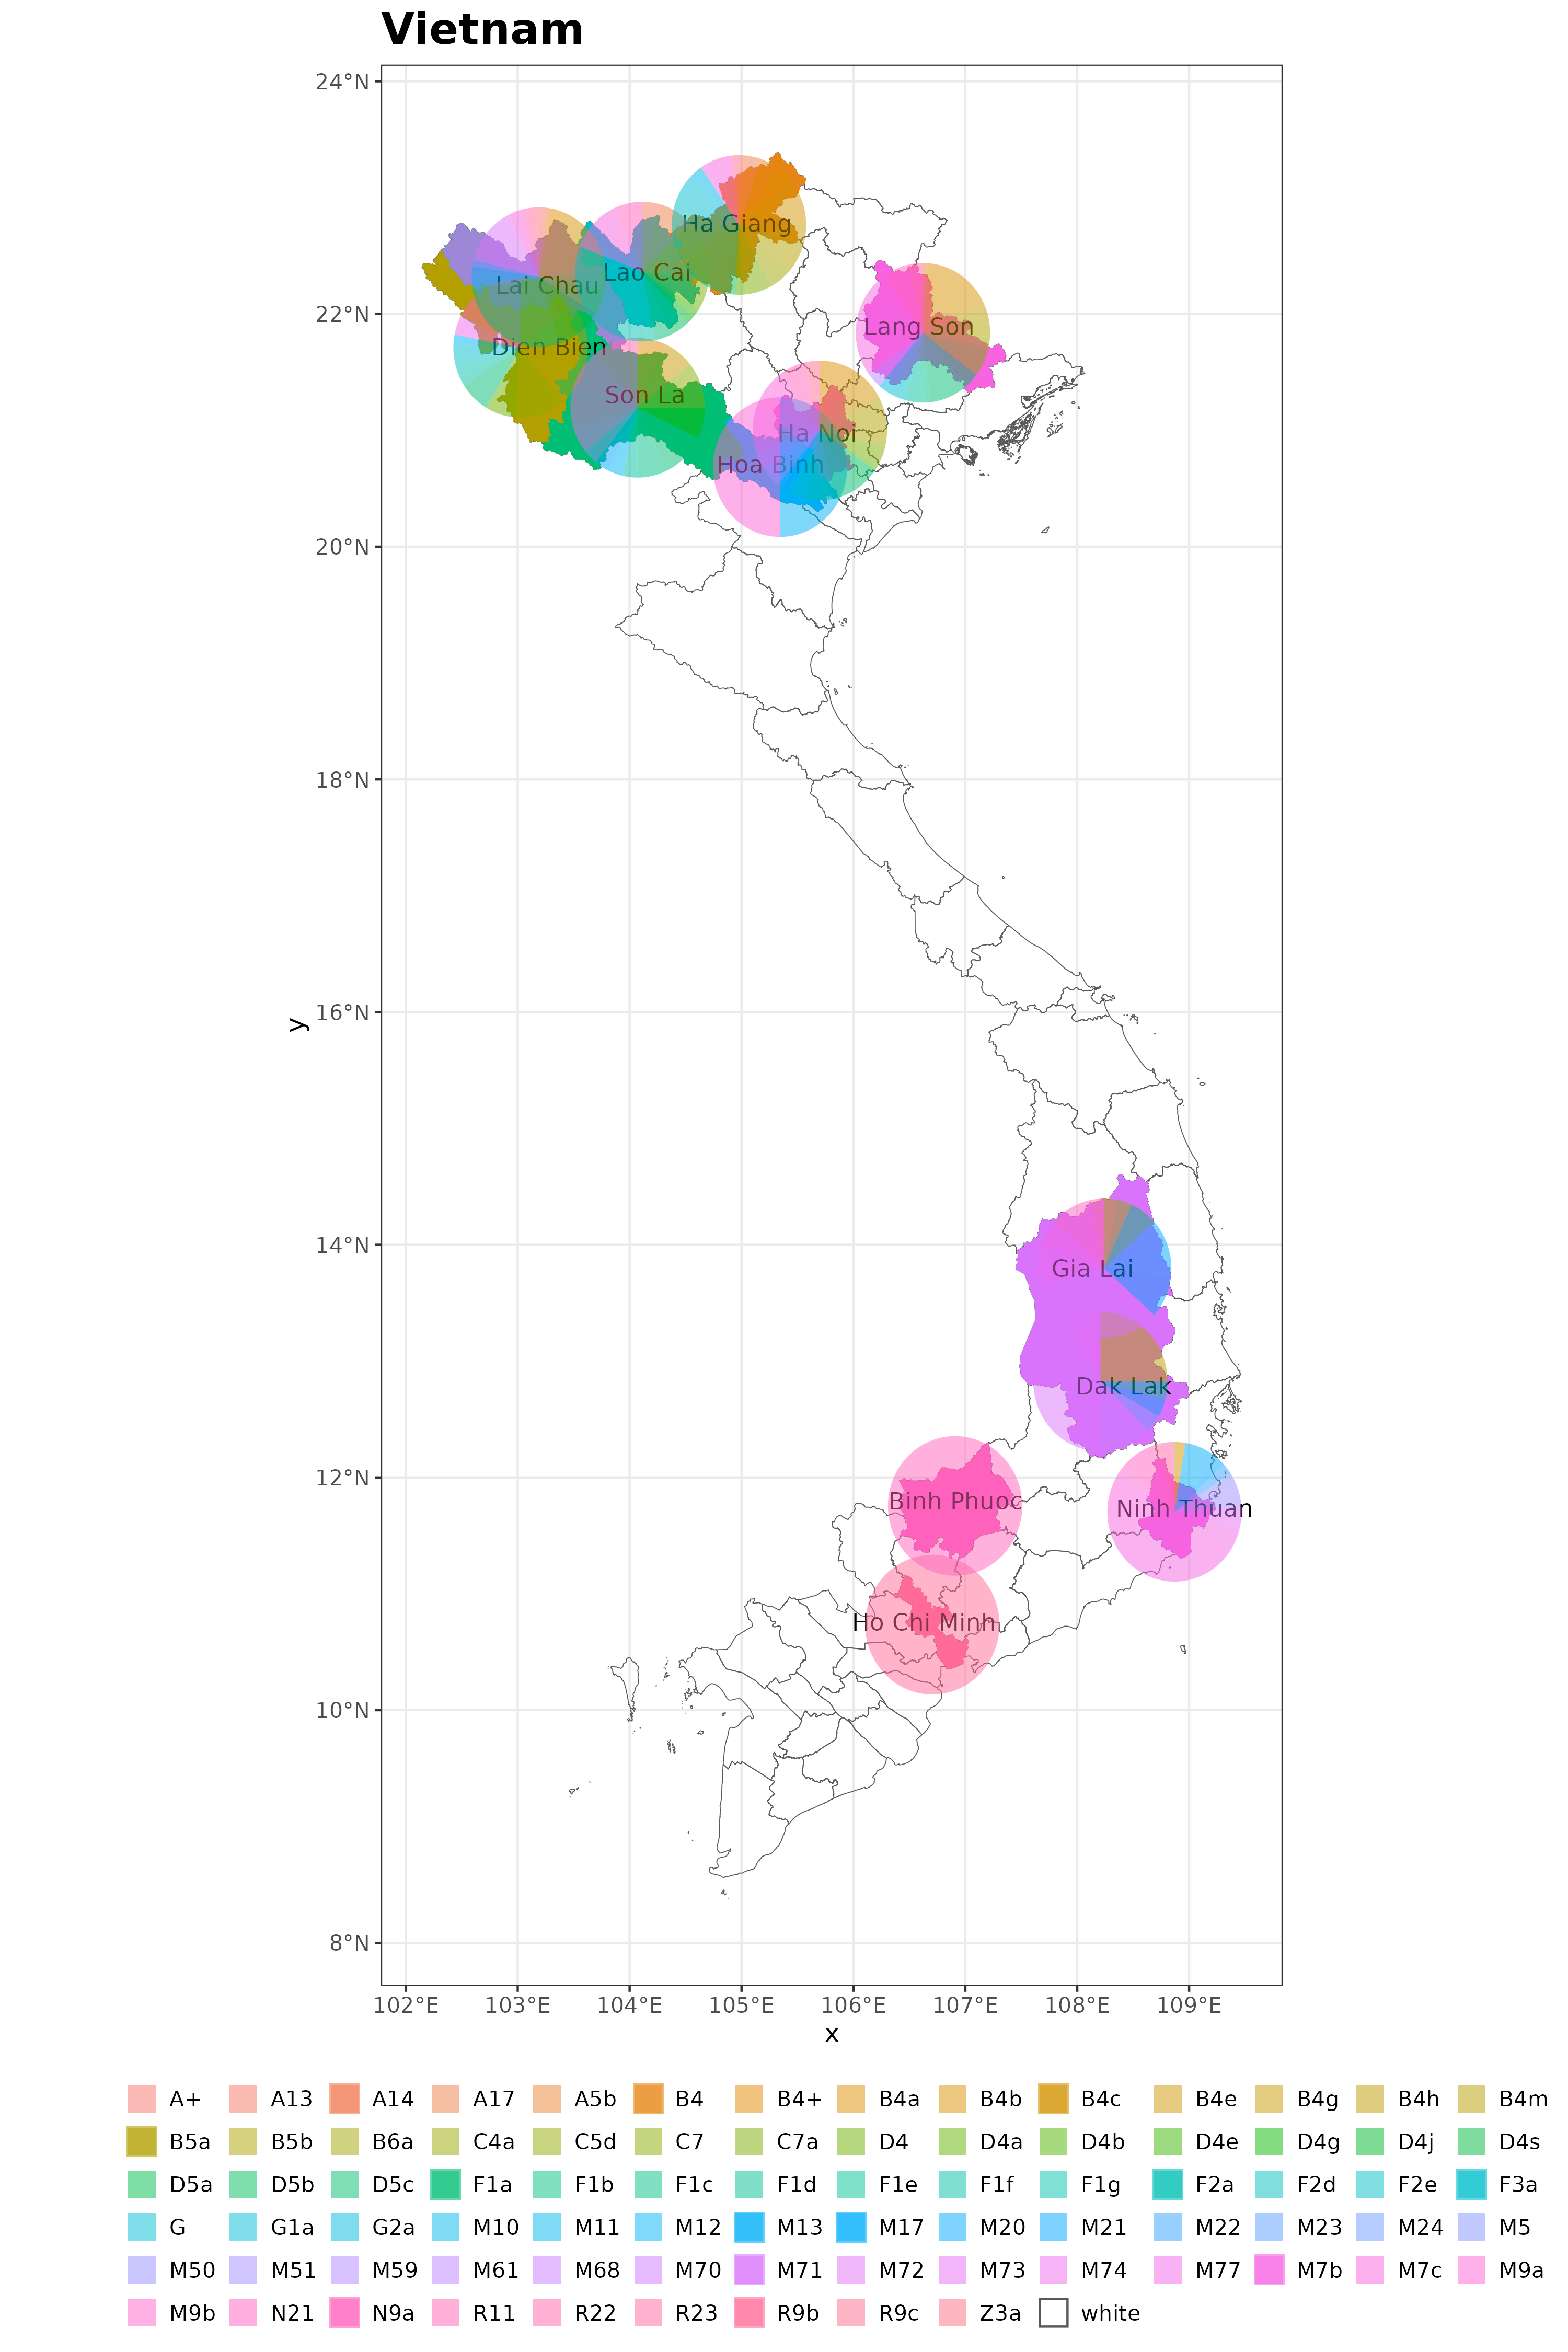 Vietnam
24°N
22°N
20°N
18°N
16°N
14°N
12°N
10°N
8°N
y
Ha Giang
Lao Cai
Lai Chau
Lang Son
Dien Bien
Son La
Ha Noi
Hoa Binh
Gia Lai
Dak Lak
Binh Phuoc
Ninh Thuan
Ho Chi Minh
102°E 103°E 104°E 105°E 106°E 107°E 108°E 109°E
x
A+ A13 A14 A17 A5b B4 B4+ B4a B4b B4c B4e B4g B4h B4m
B5a B5b B6a C4a C5d C7 C7a D4 D4a D4b D4e D4g D4j D4s
D5a D5b D5c F1a F1b F1c F1d F1e F1f F1g F2a F2d F2e F3a
G G1a G2a M10 M11 M12 M13 M17 M20 M21 M22 M23 M24 M5
M50 M51 M59 M61 M68 M70 M71 M72 M73 M74 M77 M7b M7c M9a
M9b N21 N9a R11 R22 R23 R9b R9c Z3a white